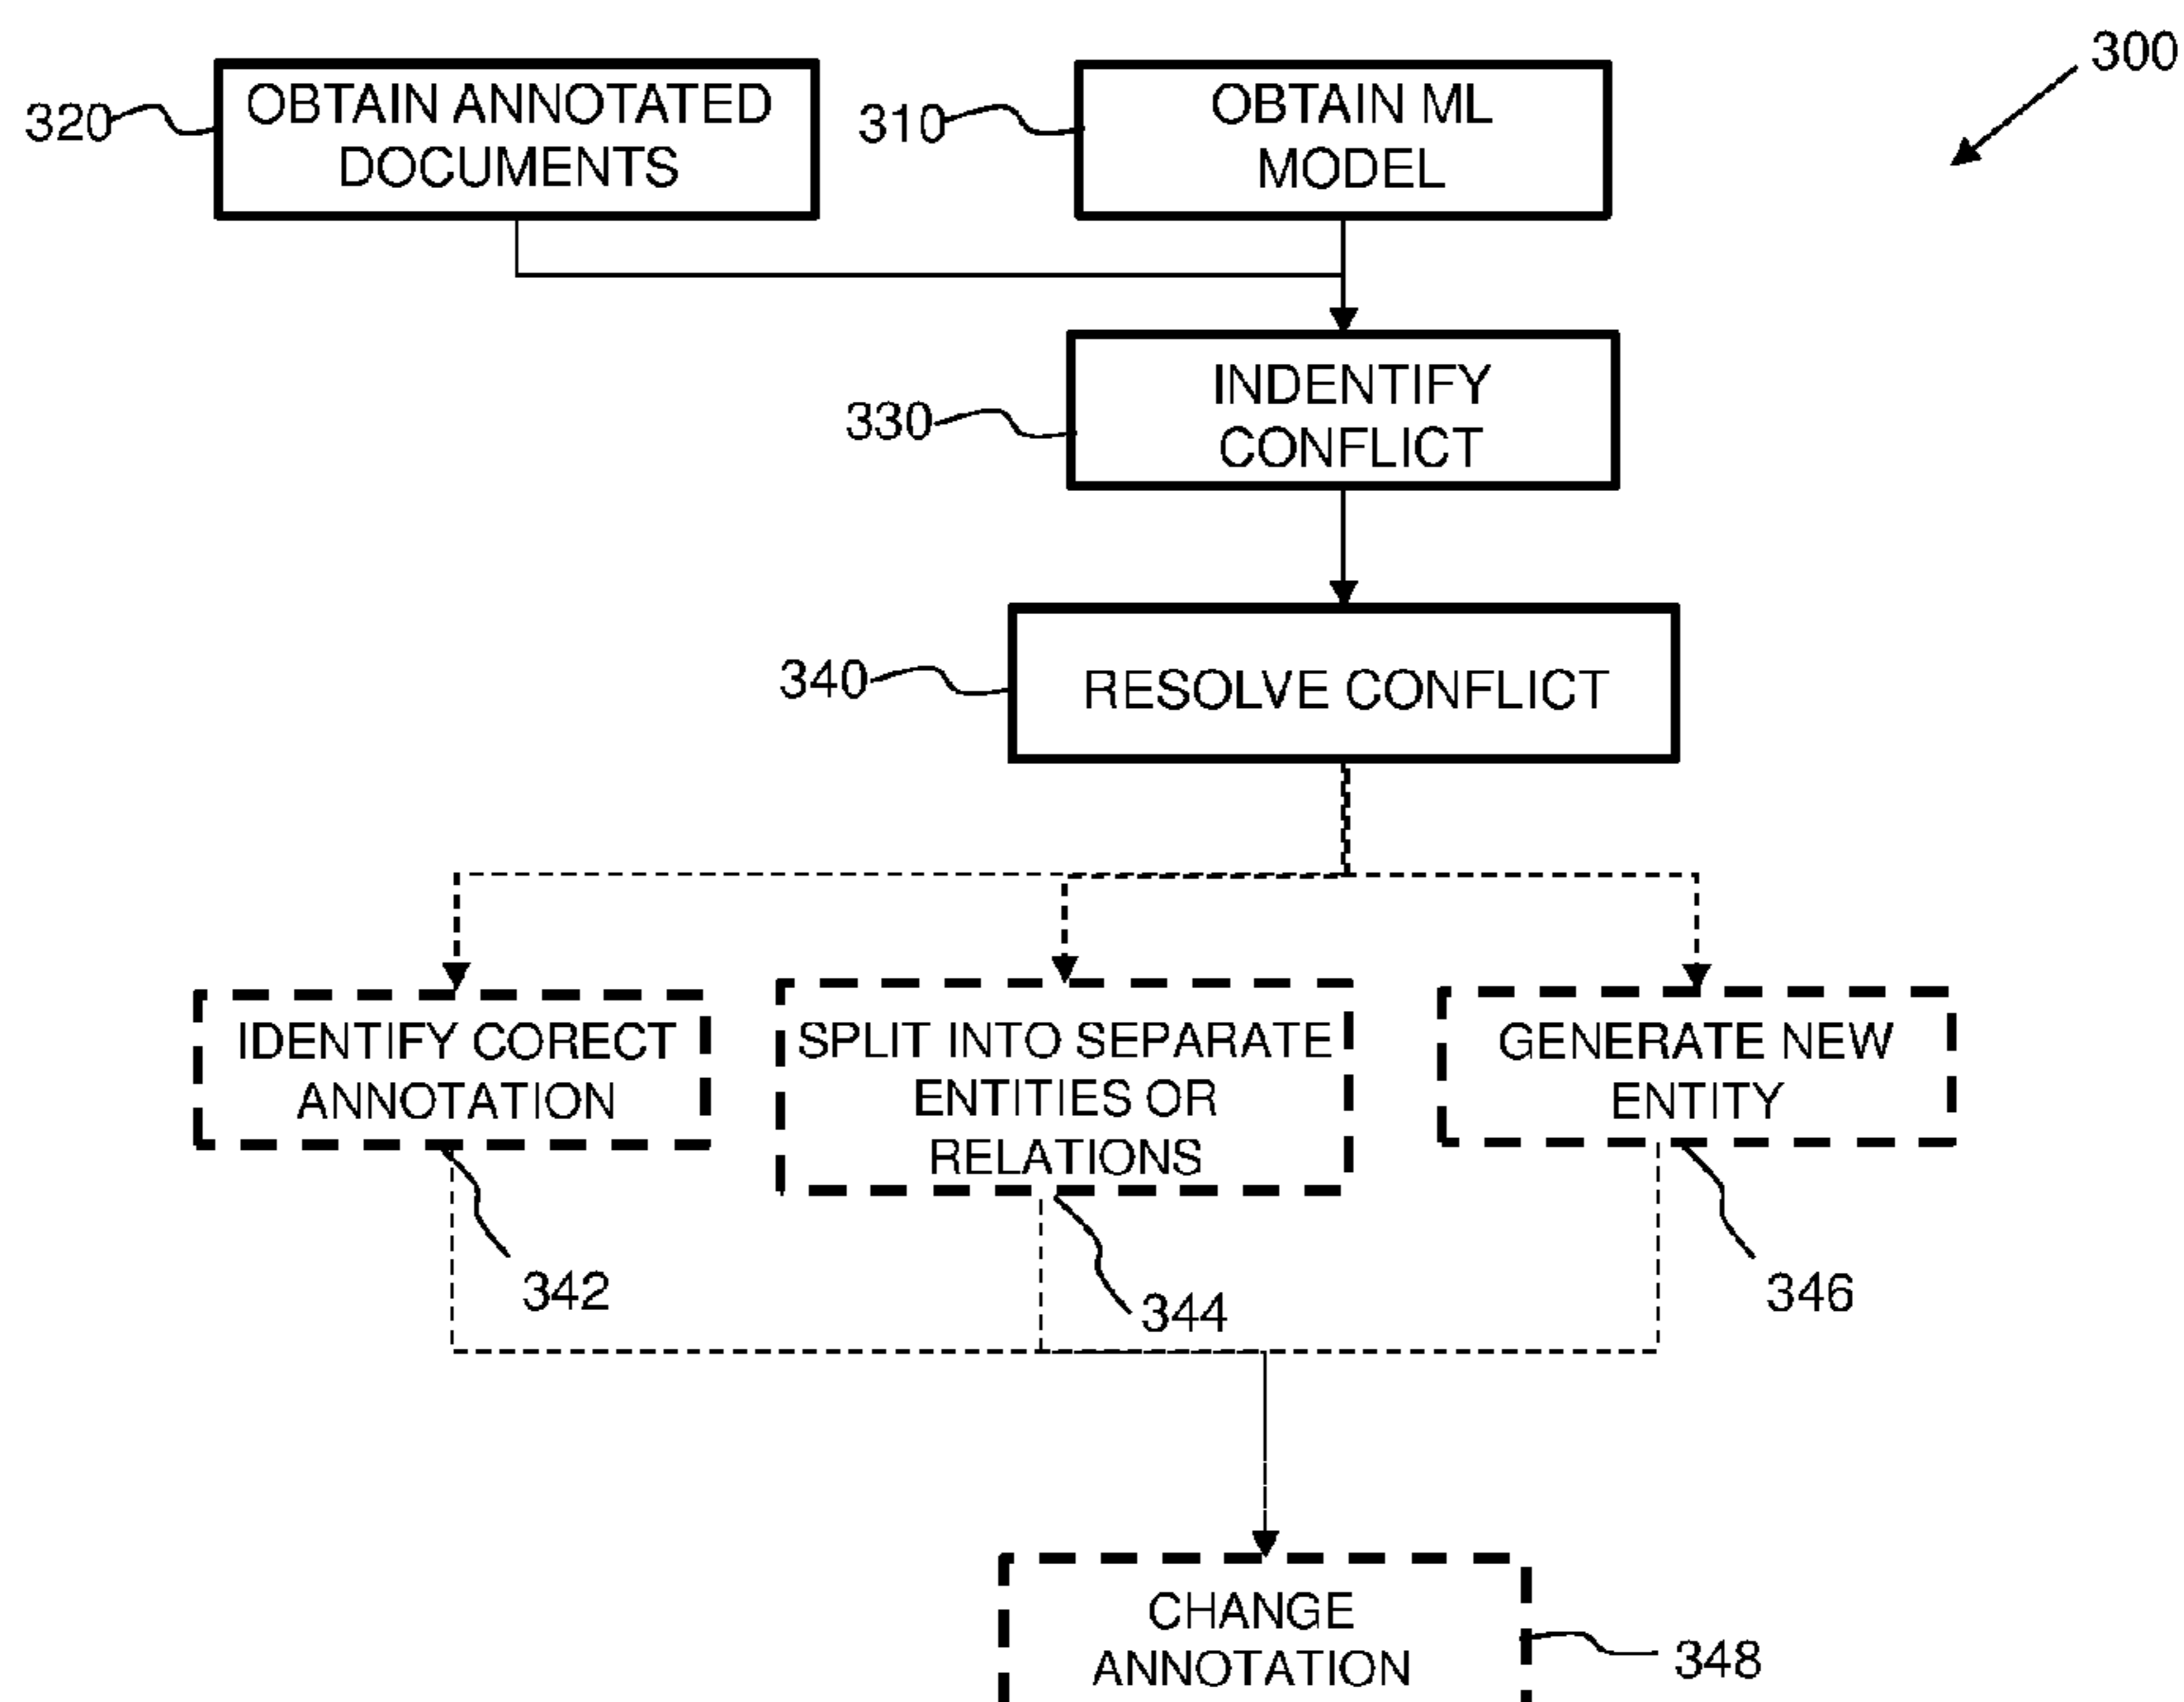 300
320
OBTAIN ANNOTATED
DOCUMENTS
310
OBTAIN ML
MODEL
330
INDENTIFY
CONFLICT
340
RESOLVE CONFLICT
IDENTIFY CORECT
ANNOTATION
SPLIT INTO SEPARATE
ENTITIES OR
RELATIONS
GENERATE NEW
ENTITY
342
344
346
CHANGE
ANNOTATION
348